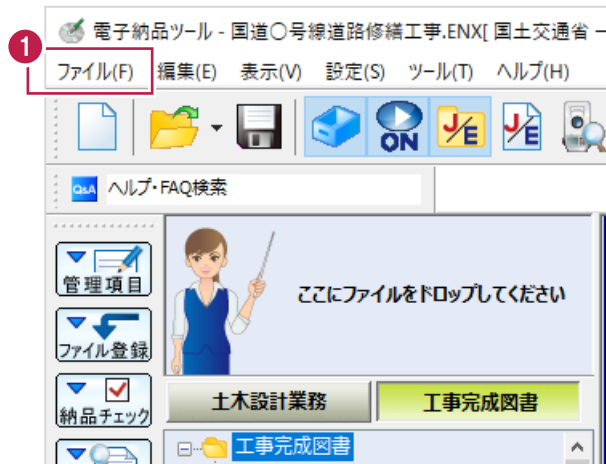 電子納品ツール - 国道〇号線道路修繕工事.ENX[ 国土交通省 -
1
ファイル(F) 編集(E) 表示(V) 設定(S) ツール(T) ヘルプ(H)
ON J/E J/E
Q&A ヘルプ・FAQ検索
管理項目
ここにファイルをドロップしてください
ファイル登録
納品チェック
土木設計業務 工事完成図書
工事完成図書